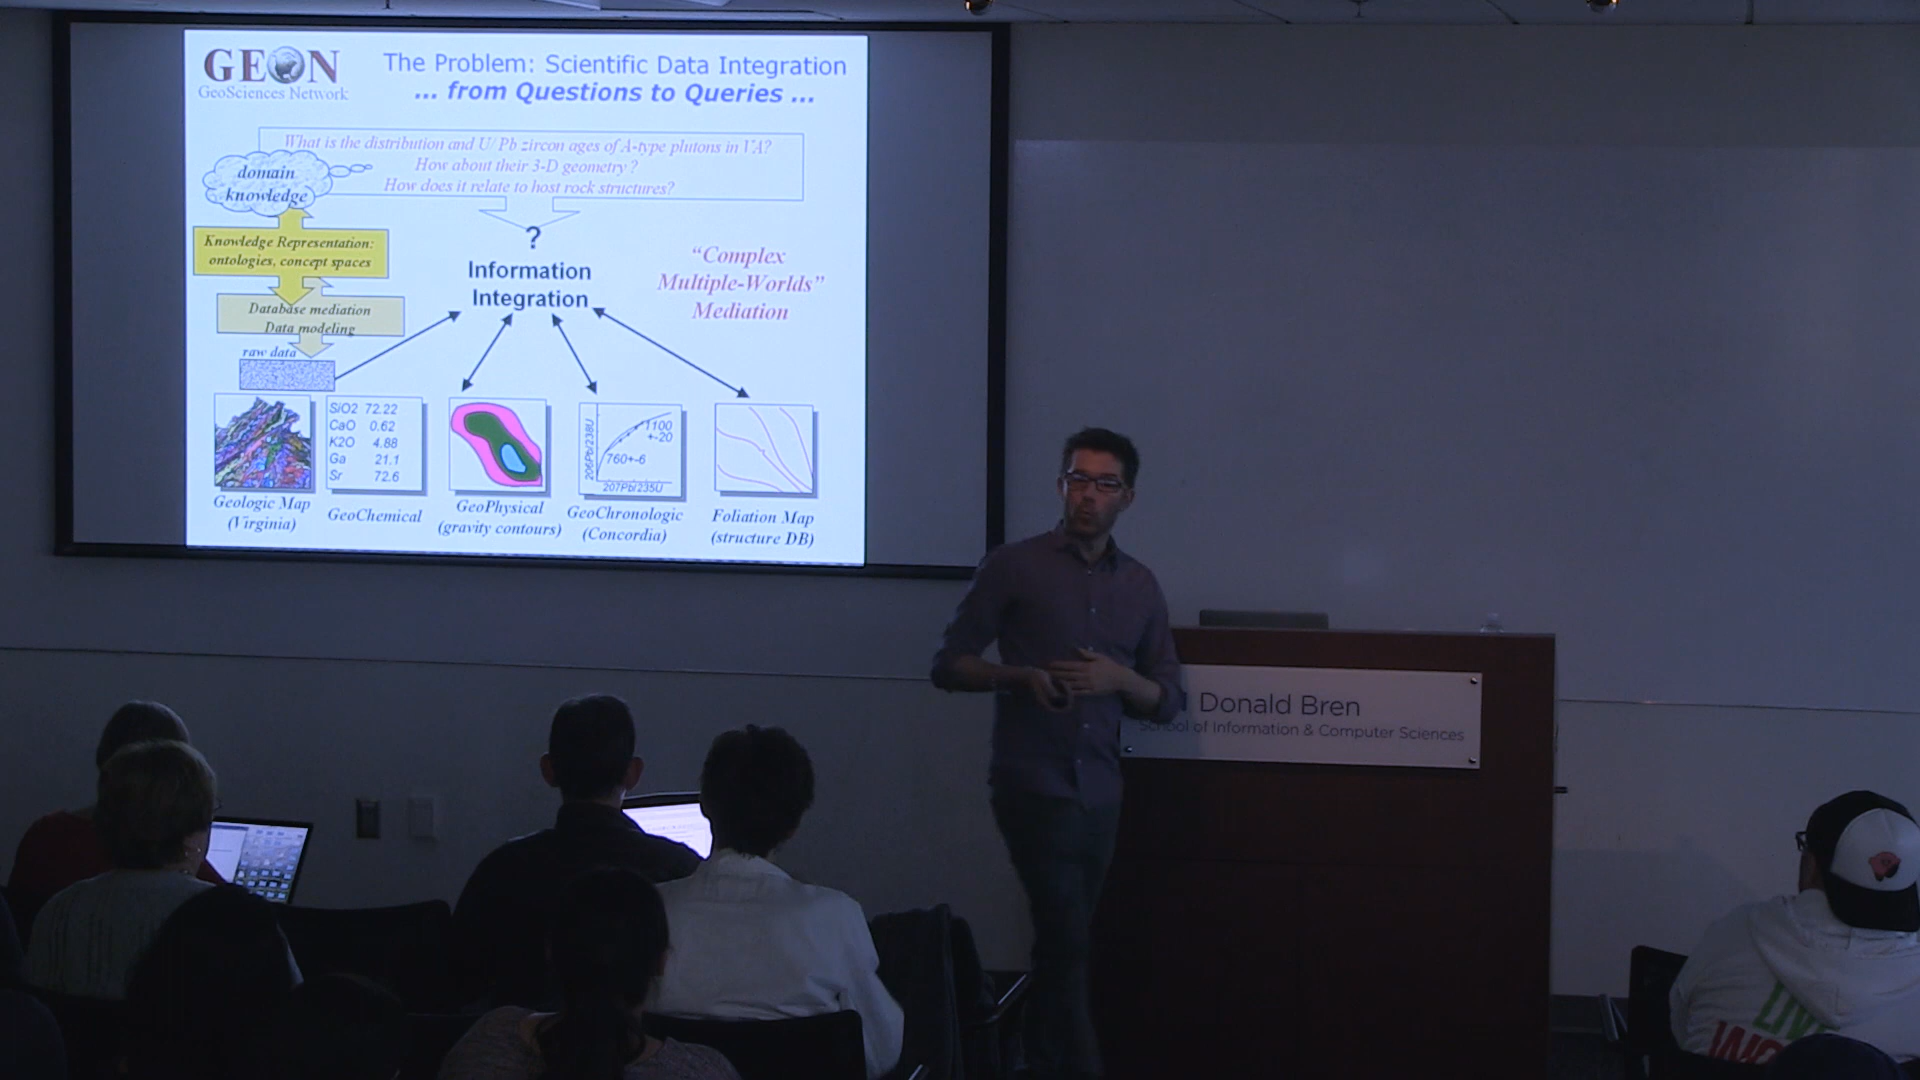 GEON
GeoSciences Network
The Problem: Scientific Data Integration
... from Questions to Queries ...
What is the distribution and U/ Pb zircon ages of A-type plutons in VA?
How about their 3-D geometry ?
How does it relate to host rock structures?
domain
knowledge
Knowledge Representation:
ontologies, concept spaces
Database mediation
Data modeling
raw data
?
Information
Integration
“Complex
Multiple-Worlds”
Mediation
SiO2 72.22
CaO 0.62
K2O 4.88
Ga 21.1
Sr 72.6
206Pb/238U
1100
+-20
760+-6
207Pb/235U
Geologic Map
(Virginia)
GeoChemical
GeoPhysical
(gravity contours)
GeoChronologic
(Concordia)
Foliation Map
(structure DB)
Donald Bren
School of Information & Computer Sciences